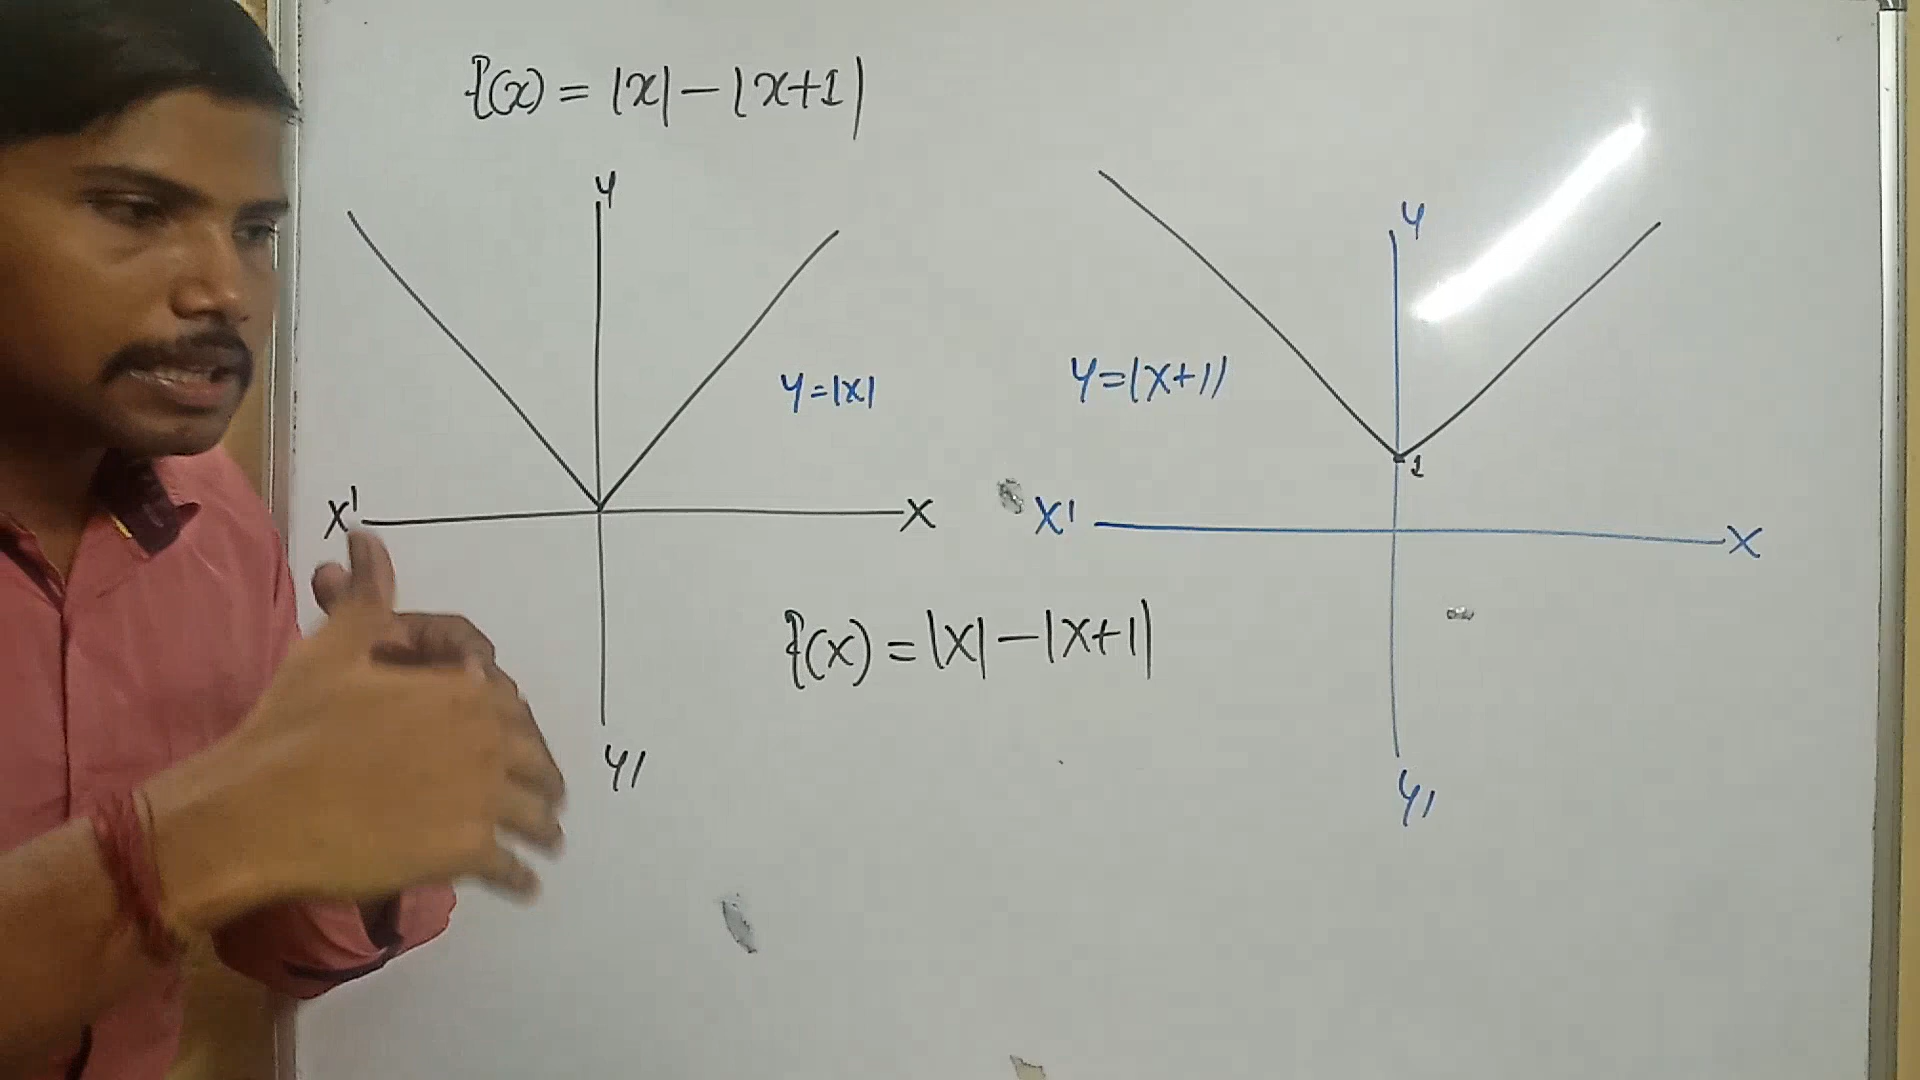 f(x) = |x| - |x+1|
Y
Y
Y=|X|
Y=|X+1|
1
X'
X
X'
X
f(x) = |X| - |X+1|
Y'
Y'